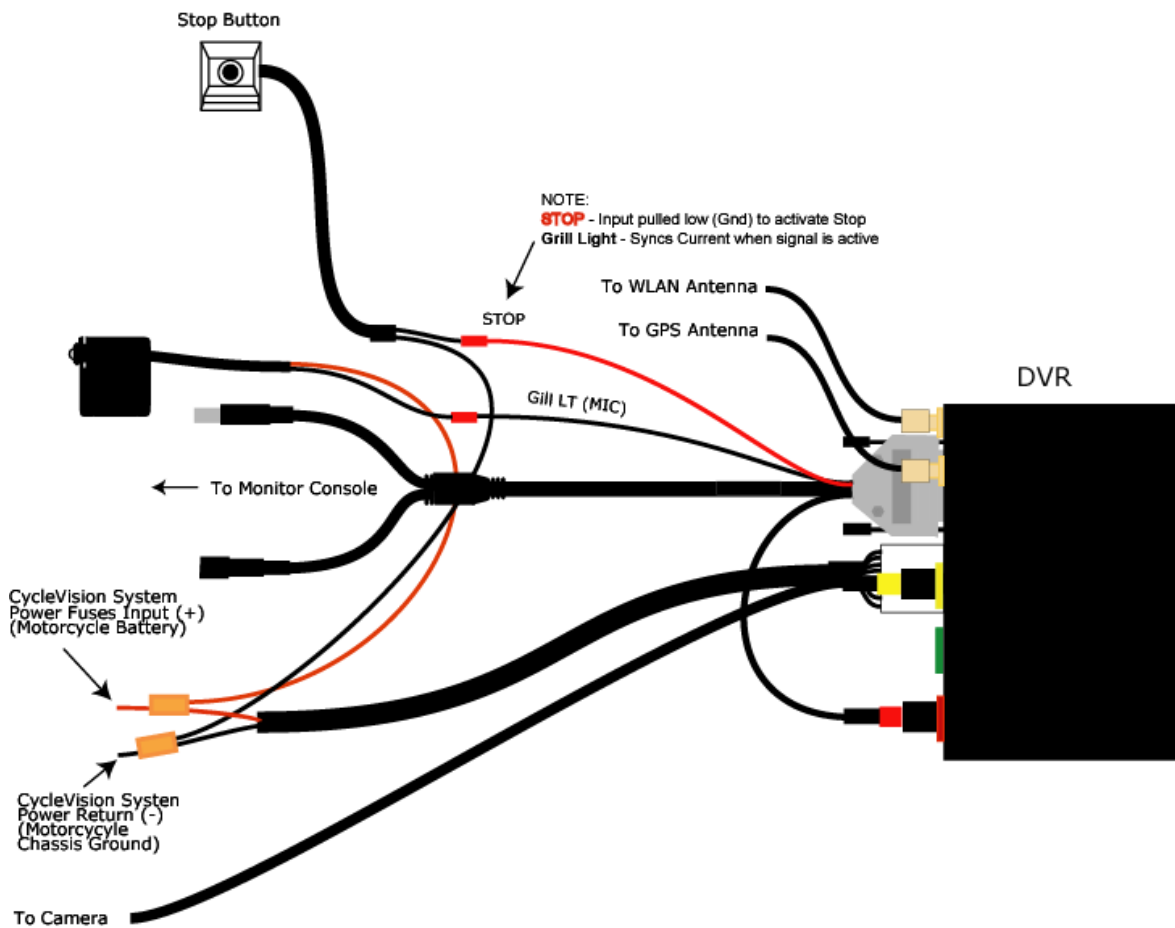 Stop Button
NOTE:
STOP - Input pulled low (Gnd) to activate Stop
Grill Light - Syncs Current when signal is active
To WLAN Antenna
STOP
To GPS Antenna
DVR
Gill LT (MIC)
To Monitor Console
CycleVision System
Power Fuses Input (+)
(Motorcycle Battery)
CycleVision Systen
Power Return (-)
(Motorcycyle
Chassis Ground)
To Camera